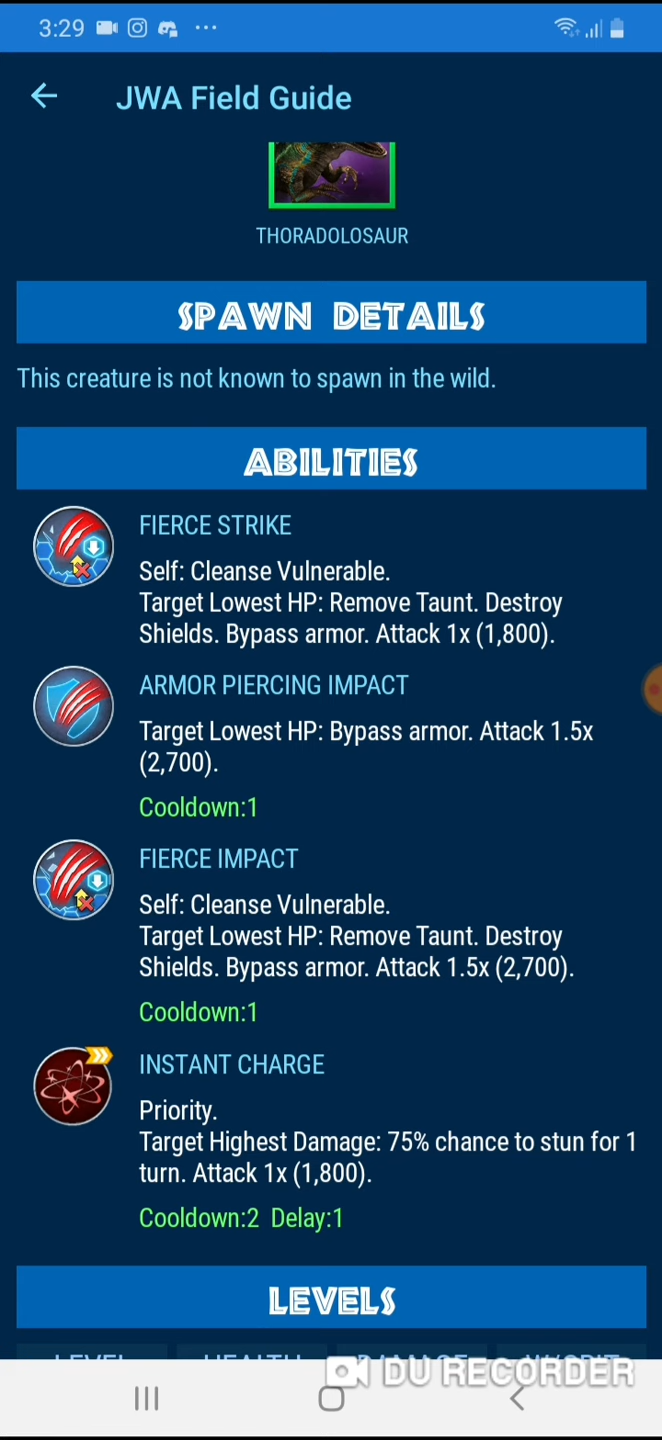 3:29
JWA Field Guide
THORADOLOSAUR
SPAWN DETAILS
This creature is not known to spawn in the wild.
ABILITIES
FIERCE STRIKE
Self: Cleanse Vulnerable.
Target Lowest HP: Remove Taunt. Destroy
Shields. Bypass armor. Attack 1x (1,800).
ARMOR PIERCING IMPACT
Target Lowest HP: Bypass armor. Attack 1.5x
(2,700).
Cooldown:1
FIERCE IMPACT
Self: Cleanse Vulnerable.
Target Lowest HP: Remove Taunt. Destroy
Shields. Bypass armor. Attack 1.5x (2,700).
Cooldown:1
INSTANT CHARGE
Priority.
Target Highest Damage: 75% chance to stun for 1
turn. Attack 1x (1,800).
Cooldown:2 Delay:1
LEVELS
LEVEL HEALTH DAMAGE
DU RECORDER